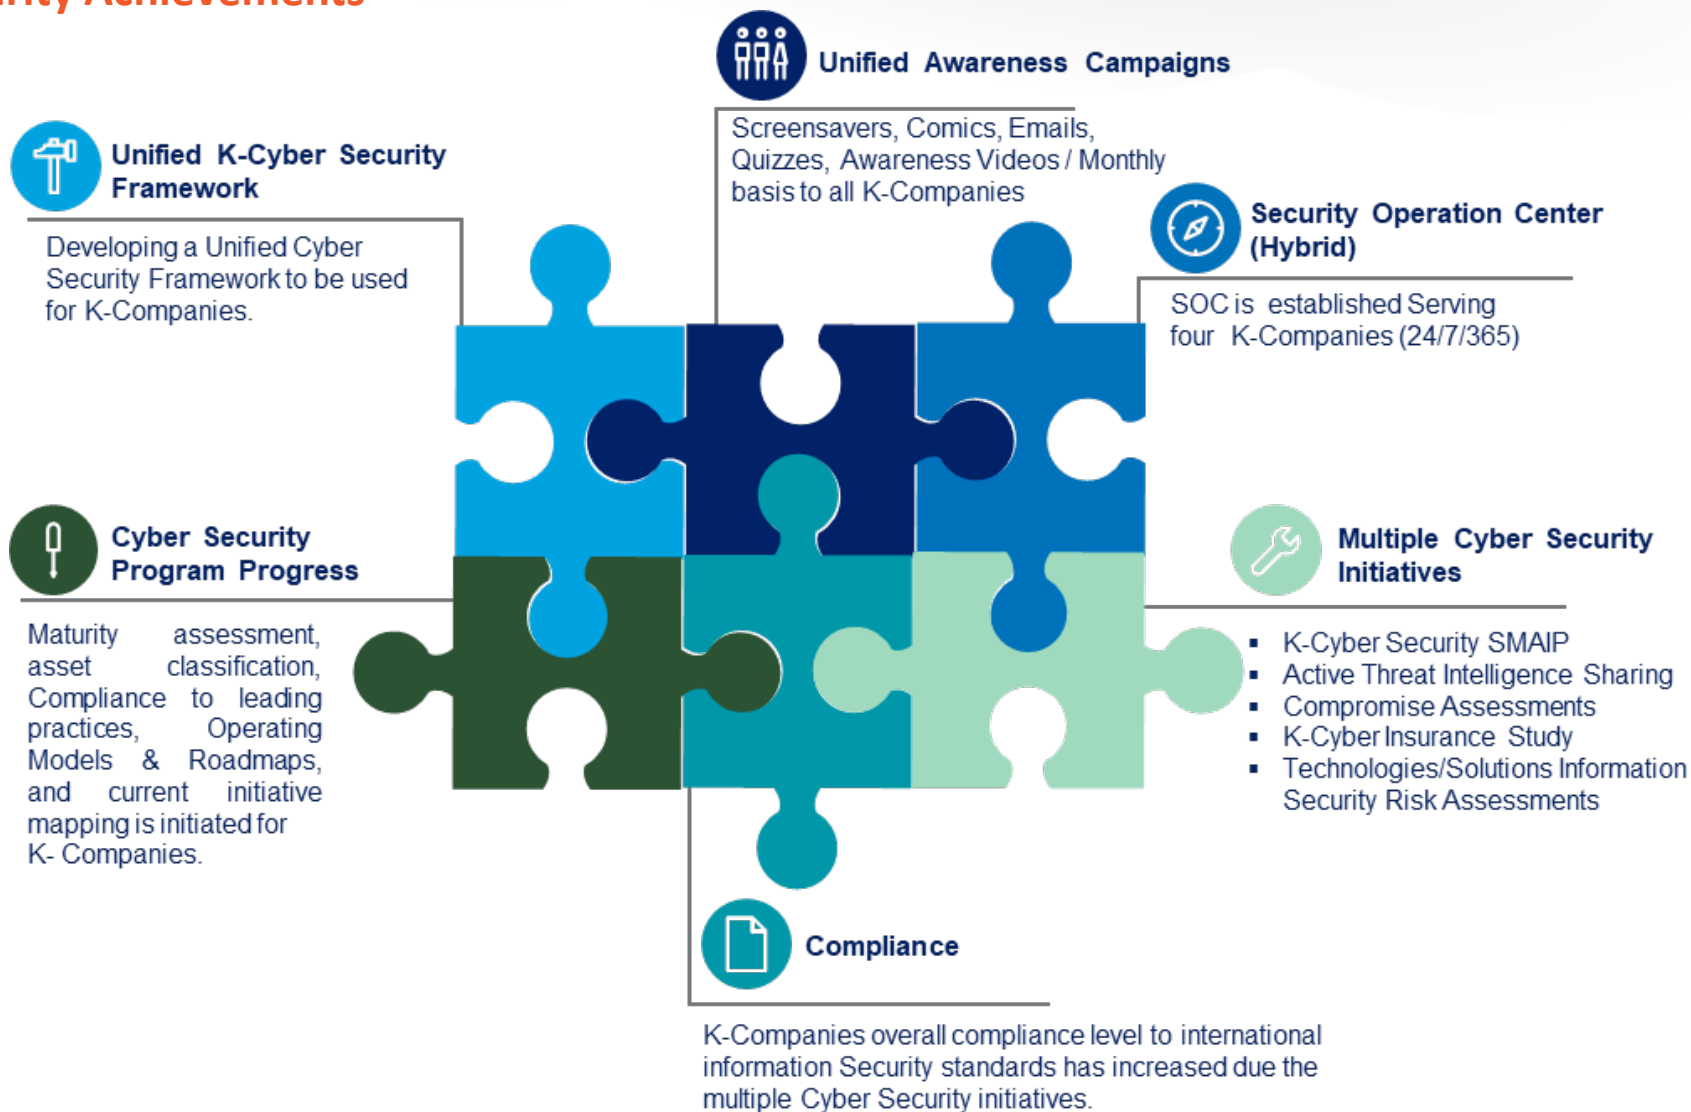 Achievements
Unified Awareness Campaigns
Screensavers, Comics, Emails,
Quizzes, Awareness Videos / Monthly
basis to all K-Companies
Unified K-Cyber Security
Framework
Developing a Unified Cyber
Security Framework to be used
for K-Companies.
Security Operation Center
(Hybrid)
SOC is established Serving
four K-Companies (24/7/365)
Cyber Security
Program Progress
Maturity assessment,
asset classification,
Compliance to leading
practices, Operating
Models & Roadmaps,
and current initiative
mapping is initiated for
K- Companies.
Multiple Cyber Security
Initiatives
▪ K-Cyber Security SMAIP
▪ Active Threat Intelligence Sharing
▪ Compromise Assessments
▪ K-Cyber Insurance Study
▪ Technologies/Solutions Information
Security Risk Assessments
Compliance
K-Companies overall compliance level to international
information Security standards has increased due the
multiple Cyber Security initiatives.